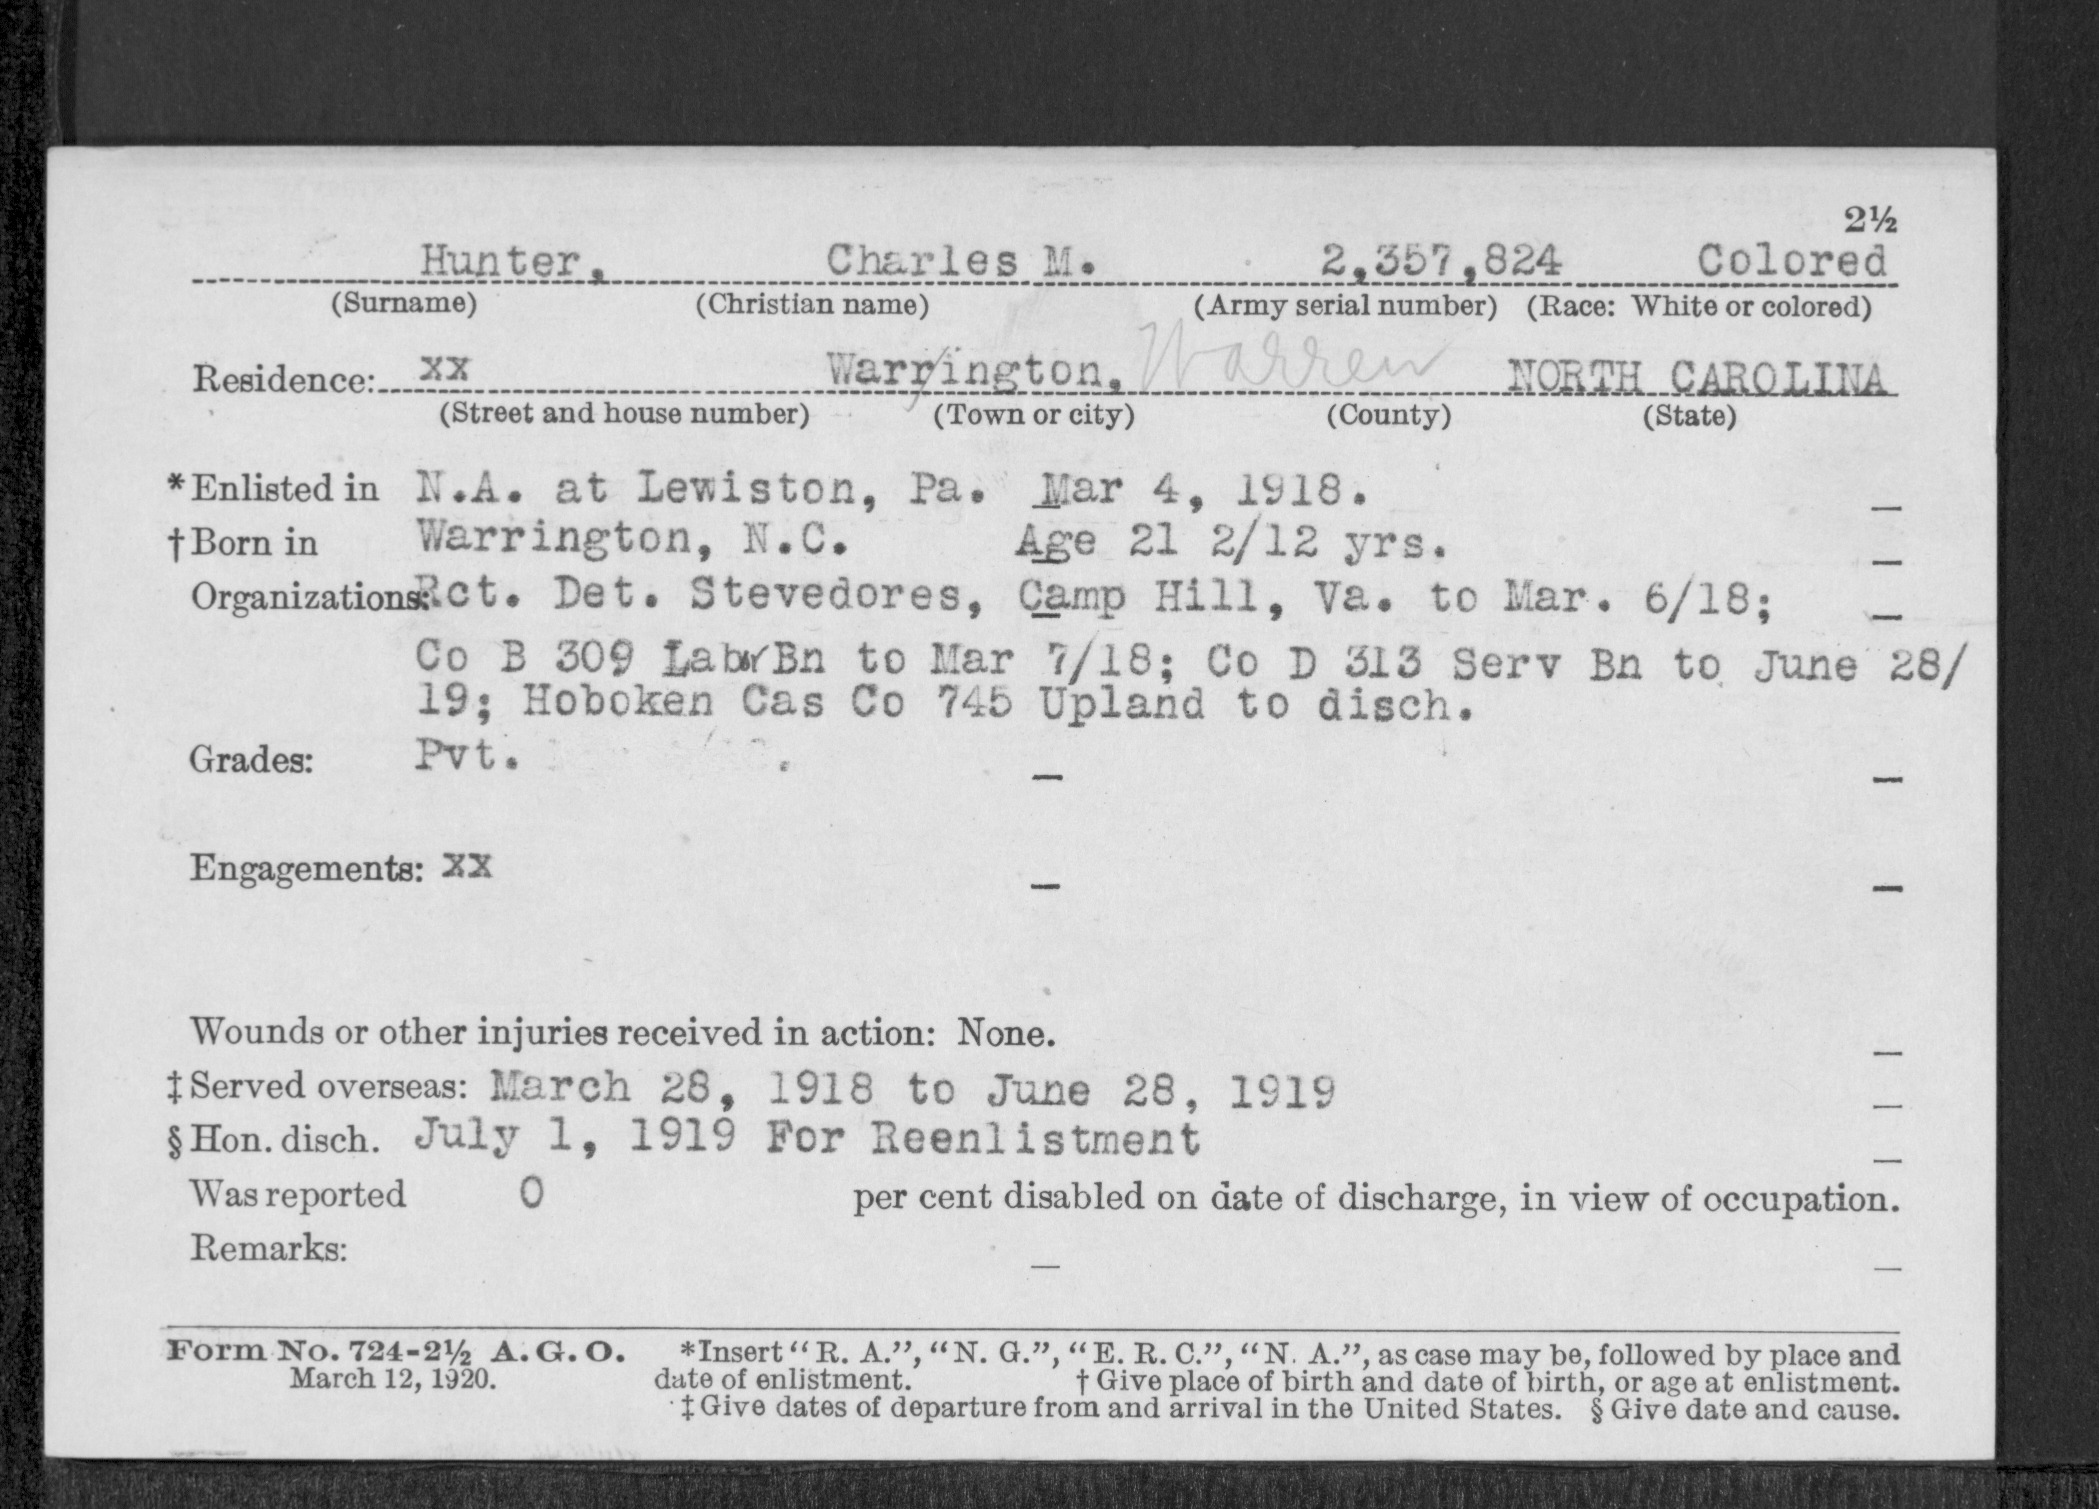 2½
Hunter, Charles M. 2,357,824 Colored
(Surname) (Christian name) (Army serial number) (Race: White or colored)
Residence: xx Warrington, Warren NORTH CAROLINA
(Street and house number) (Town or city) (County) (State)
*Enlisted in N.A. at Lewiston, Pa. Mar 4, 1918.
†Born in Warrington, N.C. Age 21 2/12 yrs.
Organizations: Rct. Det. Stevedores, Camp Hill, Va. to Mar. 6/18;
Co B 309 Labor Bn to Mar 7/18; Co D 313 Serv Bn to June 28/
19; Hoboken Cas Co 745 Upland to disch.
Grades: Pvt.
Engagements: xx
Wounds or other injuries received in action: None.
‡Served overseas: March 28, 1918 to June 28, 1919
§Hon. disch. July 1, 1919 For Reenlistment
Was reported 0 per cent disabled on date of discharge, in view of occupation.
Remarks:
Form No. 724-2½ A.G.O. *Insert "R. A.", "N. G.", "E. R. C.", "N. A.", as case may be, followed by place and
March 12, 1920. date of enlistment. †Give place of birth and date of birth, or age at enlistment.
‡Give dates of departure from and arrival in the United States. §Give date and cause.